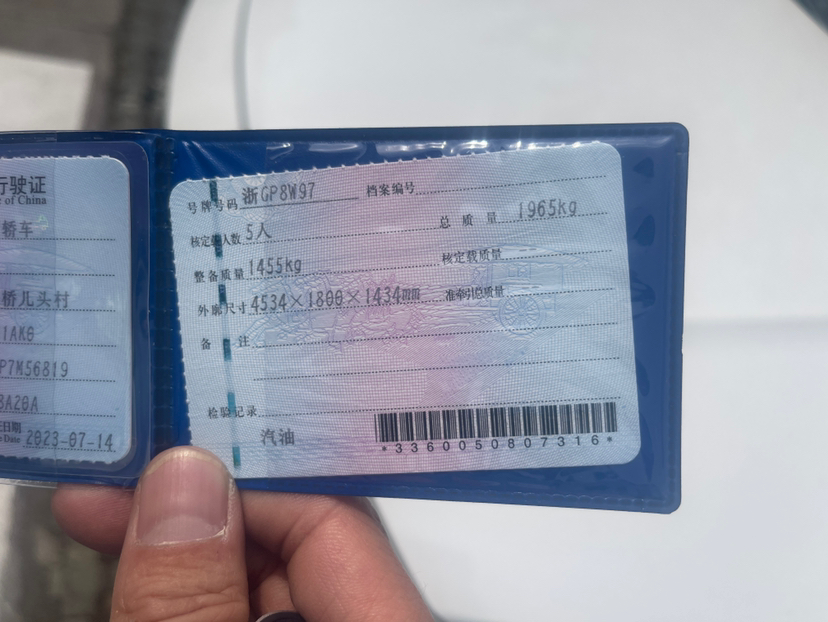 行驶证
e of China
轿车
桥儿头村
1AK6
P7M56819
BA20A
日期
e Date 2023-07-14
号牌号码 浙GP8W97 档案编号
核定载人数 5人 总质量 1965kg
整备质量 1455kg 核定载质量
外廓尺寸 4534×1800×1434mm 准牵引总质量
备注
检验记录
汽油
*3360050807316*